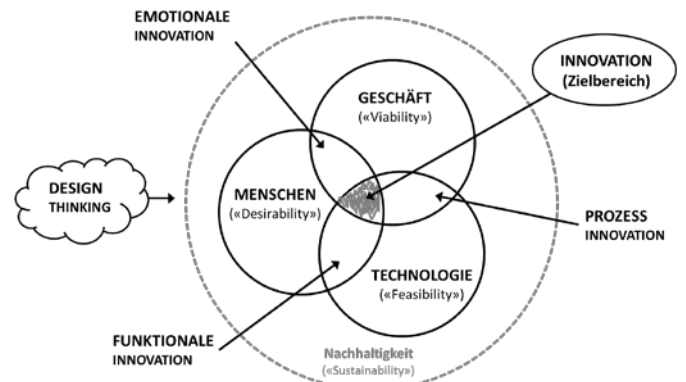 EMOTIONALE
INNOVATION
INNOVATION
(Zielbereich)
GESCHÄFT
(«Viability»)
DESIGN
THINKING
MENSCHEN
(«Desirability»)
PROZESS
INNOVATION
TECHNOLOGIE
(«Feasibility»)
FUNKTIONALE
INNOVATION
Nachhaltigkeit
(«Sustainability»)